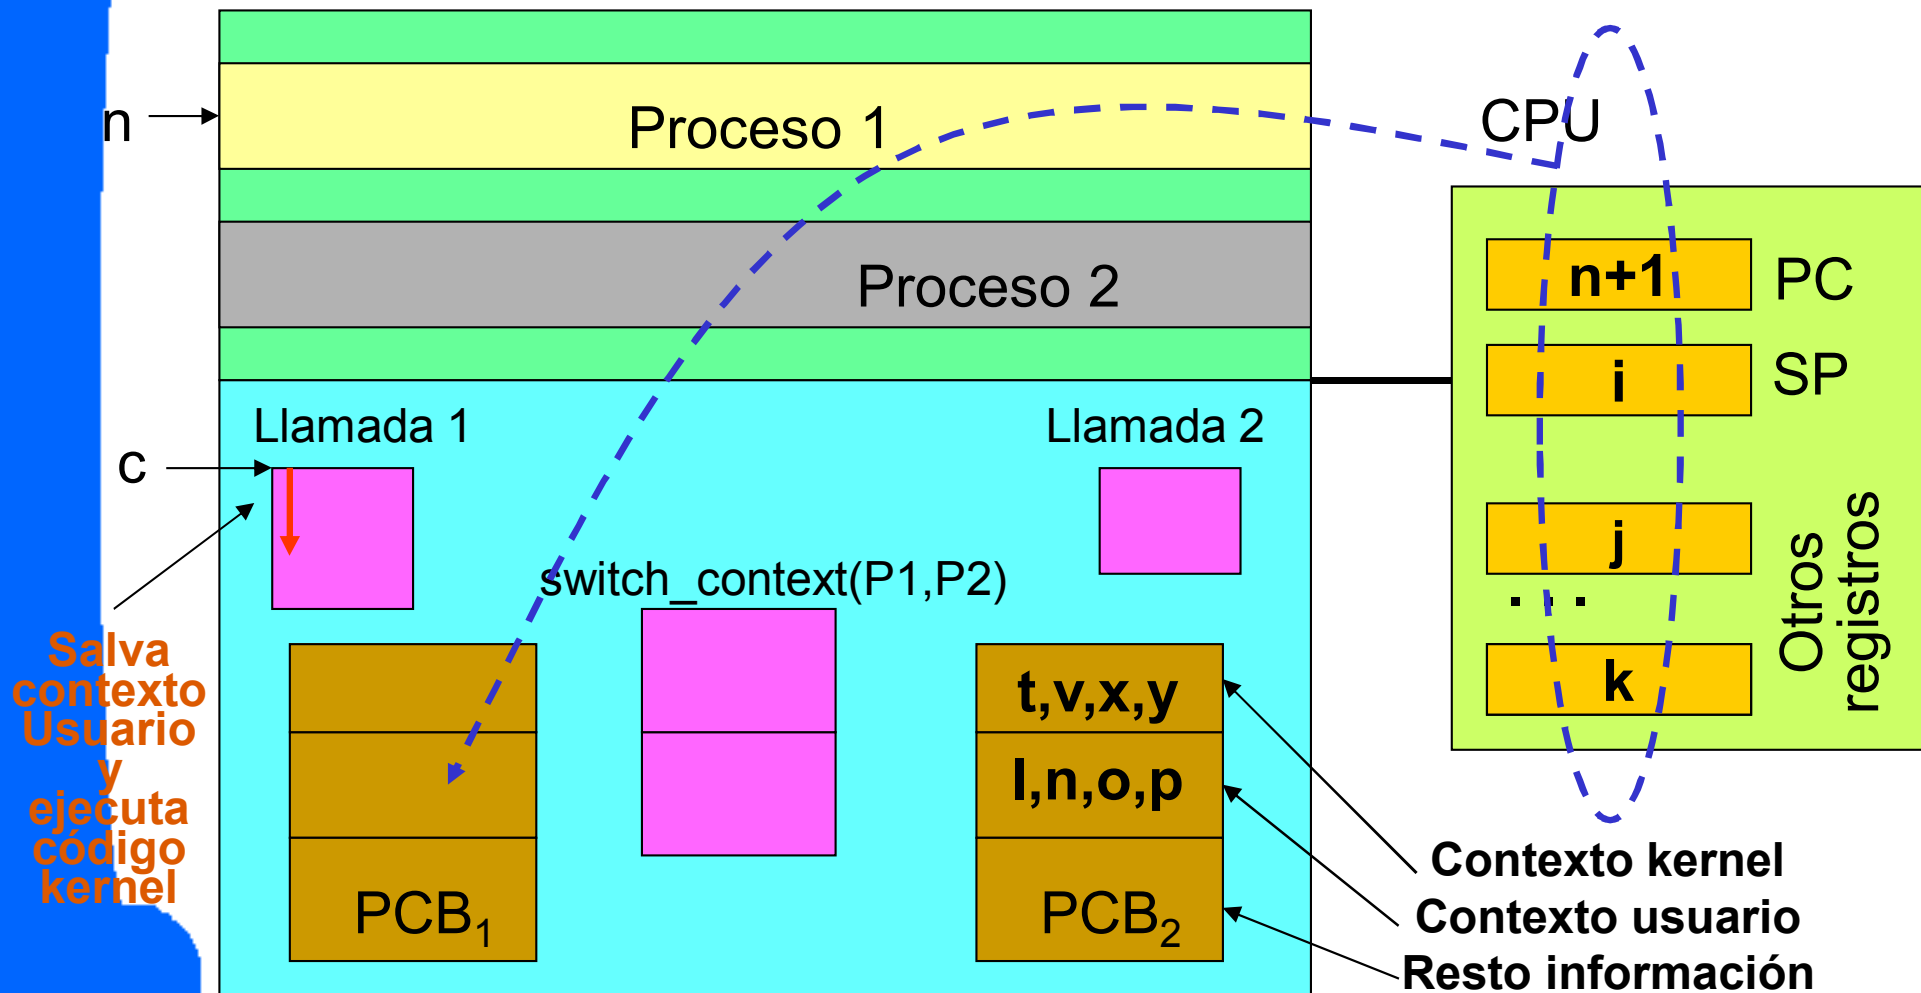 n
Proceso 1
CPU
Proceso 2
n+1
PC
i
SP
Llamada 1
Llamada 2
c
j
switch_context(P1,P2)
. . .
Otros
registros
k
Salva
contexto
Usuario
y
ejecuta
código
kernel
t,v,x,y
l,n,o,p
PCB1
PCB2
Contexto kernel
Contexto usuario
Resto información